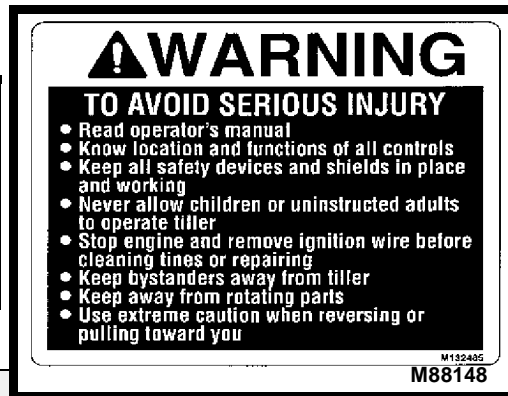 WARNING
TO AVOID SERIOUS INJURY
● Read operator's manual
● Know location and functions of all controls
● Keep all safety devices and shields in place
and working
● Never allow children or uninstructed adults
to operate tiller
● Stop engine and remove ignition wire before
cleaning tines or repairing
● Keep bystanders away from tiller
● Keep away from rotating parts
● Use extreme caution when reversing or
pulling toward you
M132485
M88148